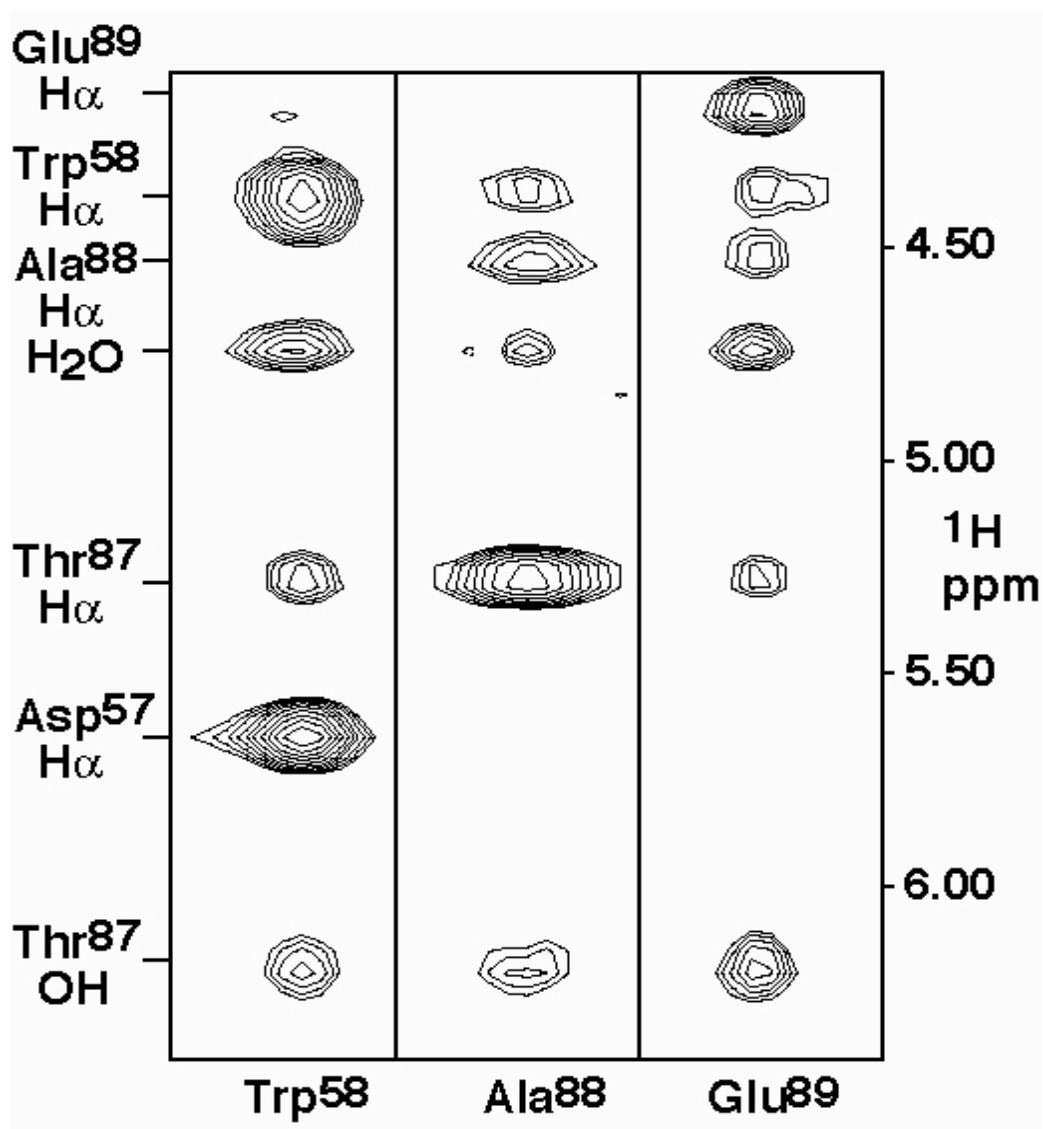 Glu89
Hα
Trp58
Hα
Ala88
Hα
H2O
Thr87
Hα
Asp57
Hα
Thr87
OH
4.50
5.00
1H
ppm
5.50
6.00
Trp58 Ala88 Glu89